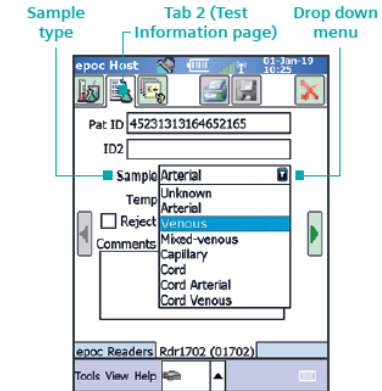 Sample type
Tab 2 (Test Information page)
Drop down menu
epoc Host
01-Jan-19
10:25
Pat ID 45231313164652165
ID2
Sample Arterial
Temp
Unknown
Arterial
Venous
Mixed-venous
Capillary
Cord
Cord Arterial
Cord Venous
Reject
Comments
epoc Readers Rdr1702 (01702)
Tools View Help